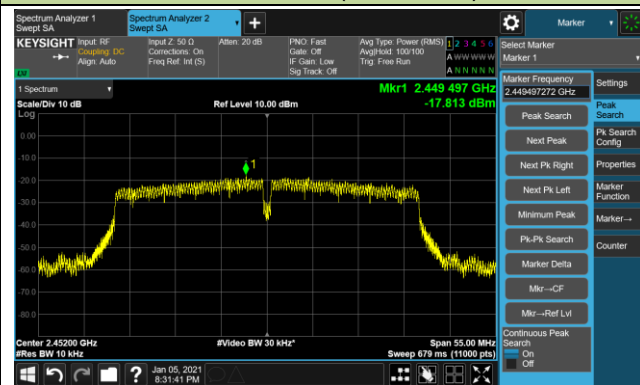 Spectrum Analyzer 1
Swept SA
Spectrum Analyzer 2
Swept SA
Marker
KEYSIGHT
Input: RF
Coupling: DC
Align: Auto
Input Z: 50 Ω
Corrections: On
Freq Ref: Int (S)
Atten: 20 dB
PNO: Fast
Gate: Off
IF Gain: Low
Sig Track: Off
Avg Type: Power (RMS)
Avg|Hold: 100/100
Trig: Free Run
1 2 3 4 5 6
A W W W W W
A N N N N N
LXI
Select Marker
Marker 1
1 Spectrum
Mkr1 2.449 497 GHz
Scale/Div 10 dB
Ref Level 10.00 dBm
-17.813 dBm
Log
0.00
-10.0
-20.0
-30.0
-40.0
-50.0
-60.0
-70.0
-80.0
1
Center 2.45200 GHz
#Video BW 30 kHz*
Span 55.00 MHz
#Res BW 10 kHz
Sweep 679 ms (11000 pts)
Marker Frequency
2.449497272 GHz
Peak Search
Next Peak
Next Pk Right
Next Pk Left
Minimum Peak
Pk-Pk Search
Marker Delta
Mkr→CF
Mkr→Ref Lvl
Continuous Peak
Search
On
Off
Settings
Peak
Search
Pk Search
Config
Properties
Marker
Function
Marker→
Counter
Jan 05, 2021
8:31:41 PM